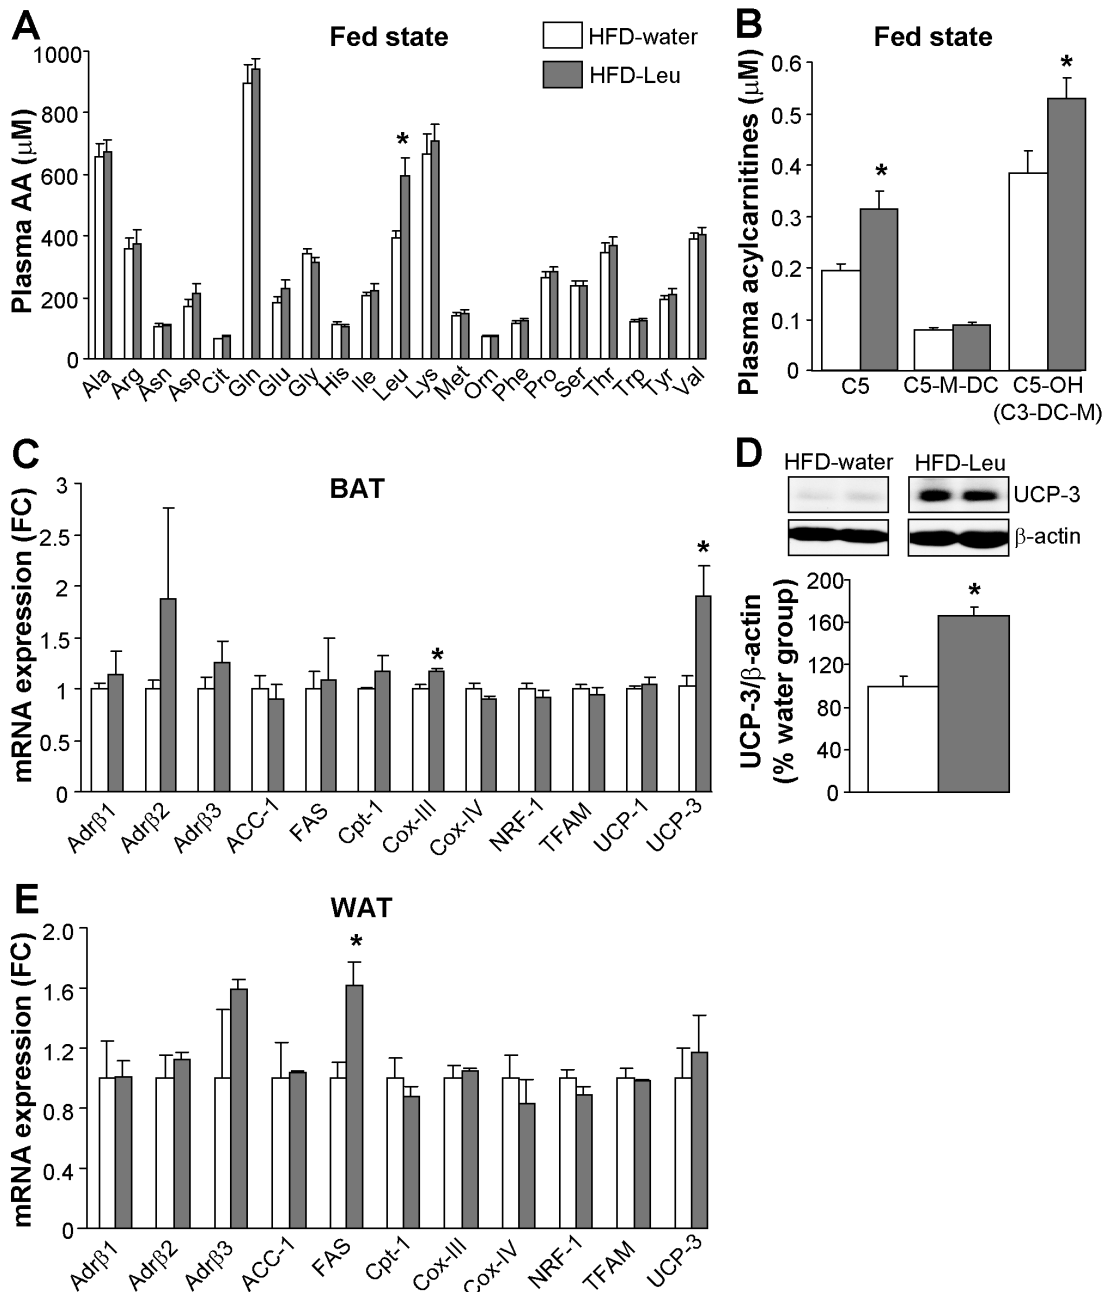 A
Fed state
HFD-water
HFD-Leu
Plasma AA (μM)
1000
800
600
400
200
0
*
Ala Arg Asn Asp Cit Gln Glu Gly His Ile Leu Lys Met Orn Phe Pro Ser Thr Trp Tyr Val
B
Fed state
Plasma acylcarnitines (μM)
0.6
0.5
0.4
0.3
0.2
0.1
0
*
*
C5 C5-M-DC C5-OH
(C3-DC-M)
C
BAT
mRNA expression (FC)
3
2.5
2
1.5
1
0.5
0
*
*
Adrβ1 Adrβ2 Adrβ3 ACC-1 FAS Cpt-1 Cox-III Cox-IV NRF-1 TFAM UCP-1 UCP-3
D
HFD-water HFD-Leu
UCP-3
β-actin
UCP-3/β-actin
(% water group)
200
160
120
80
40
0
*
E
WAT
mRNA expression (FC)
2.0
1.6
1.2
0.8
0.4
0
*
Adrβ1 Adrβ2 Adrβ3 ACC-1 FAS Cpt-1 Cox-III Cox-IV NRF-1 TFAM UCP-3